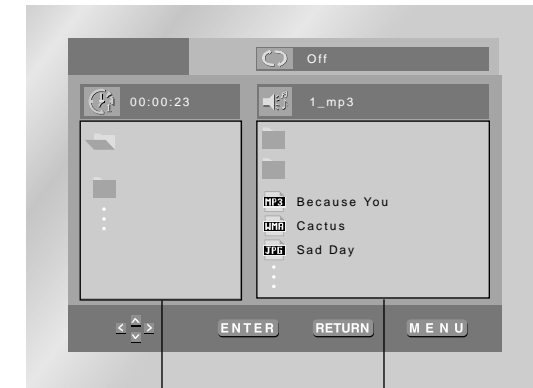 Off
00:00:23
1_mp3
MP3 Because You
WMA Cactus
JPG Sad Day
ENTER RETURN MENU